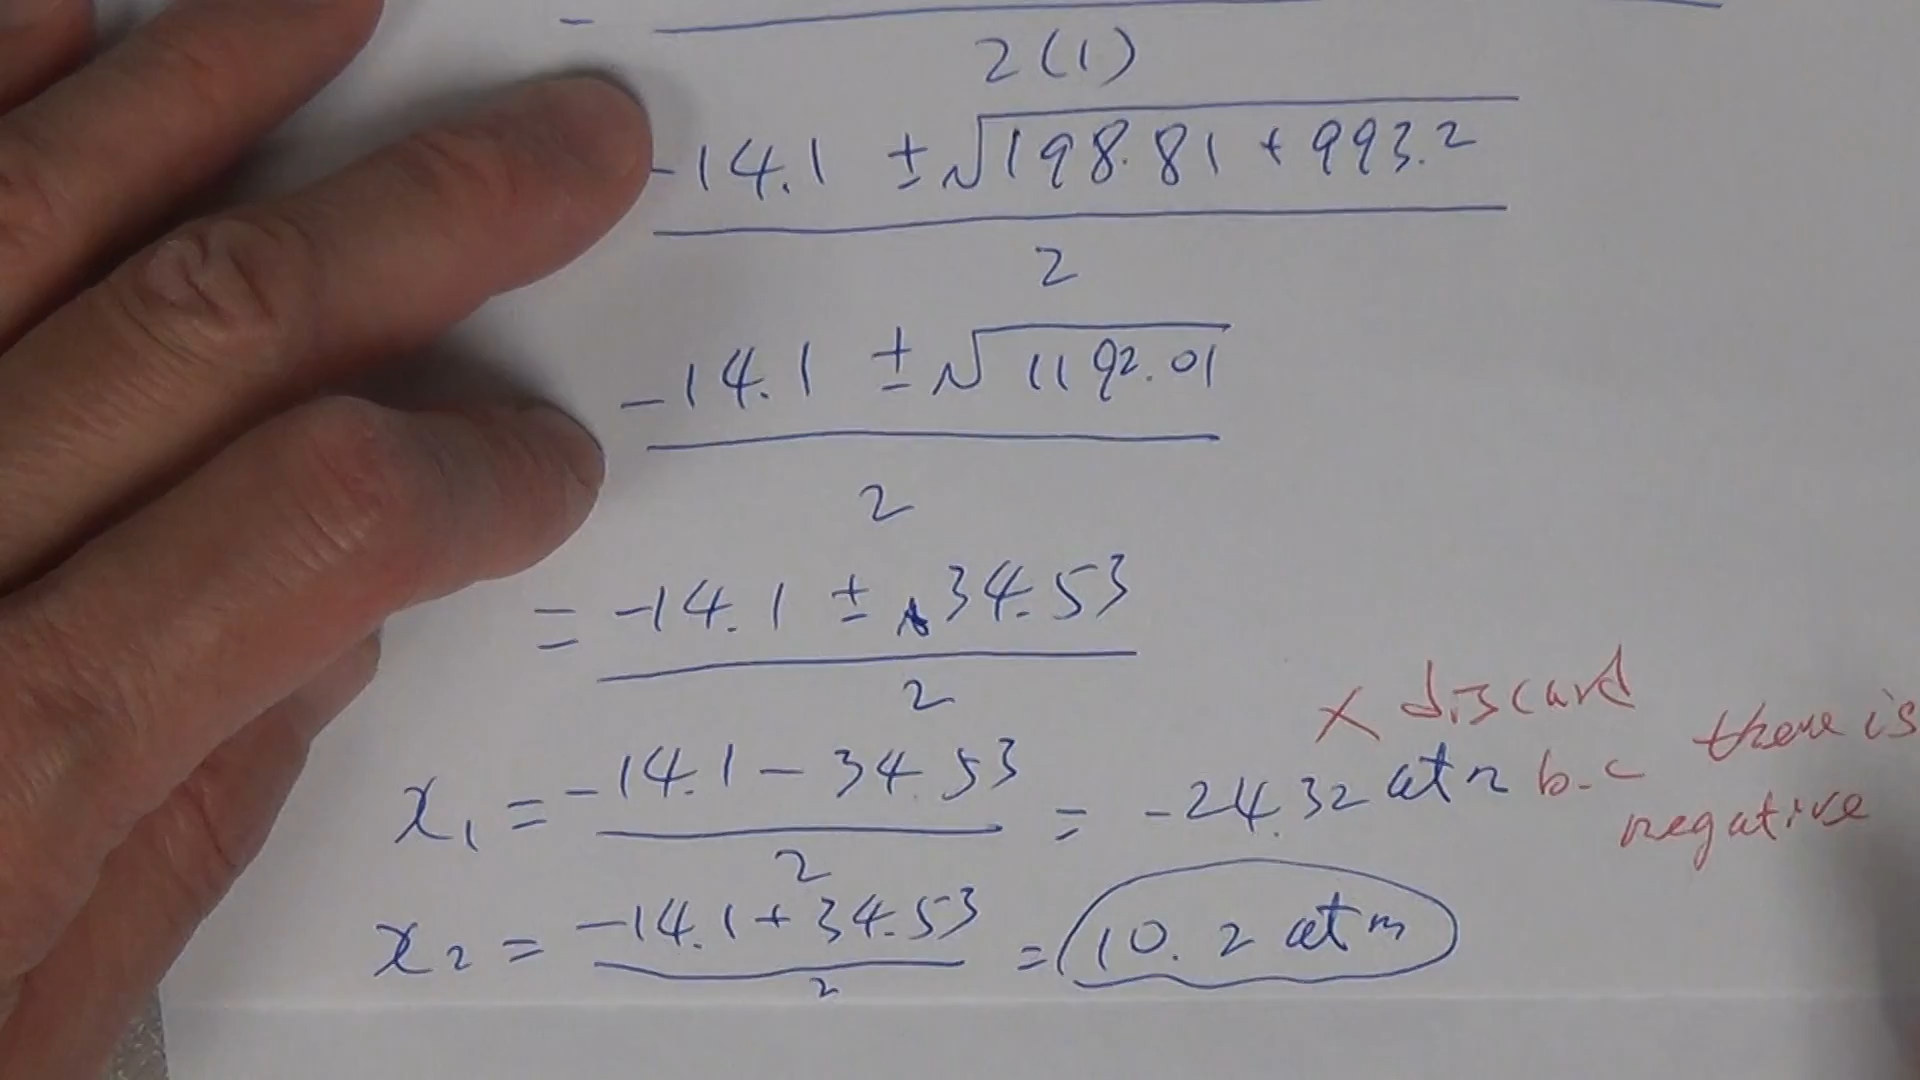 2(1)
-14.1 ± √198.81 + 993.2
2
-14.1 ± √1192.01
2
= -14.1 ± 34.53
2
x discard
x₁ = -14.1 - 34.53 = -24.32 atm b.c there is
2
negative
x₂ = -14.1 + 34.53 = 10.2 atm
2